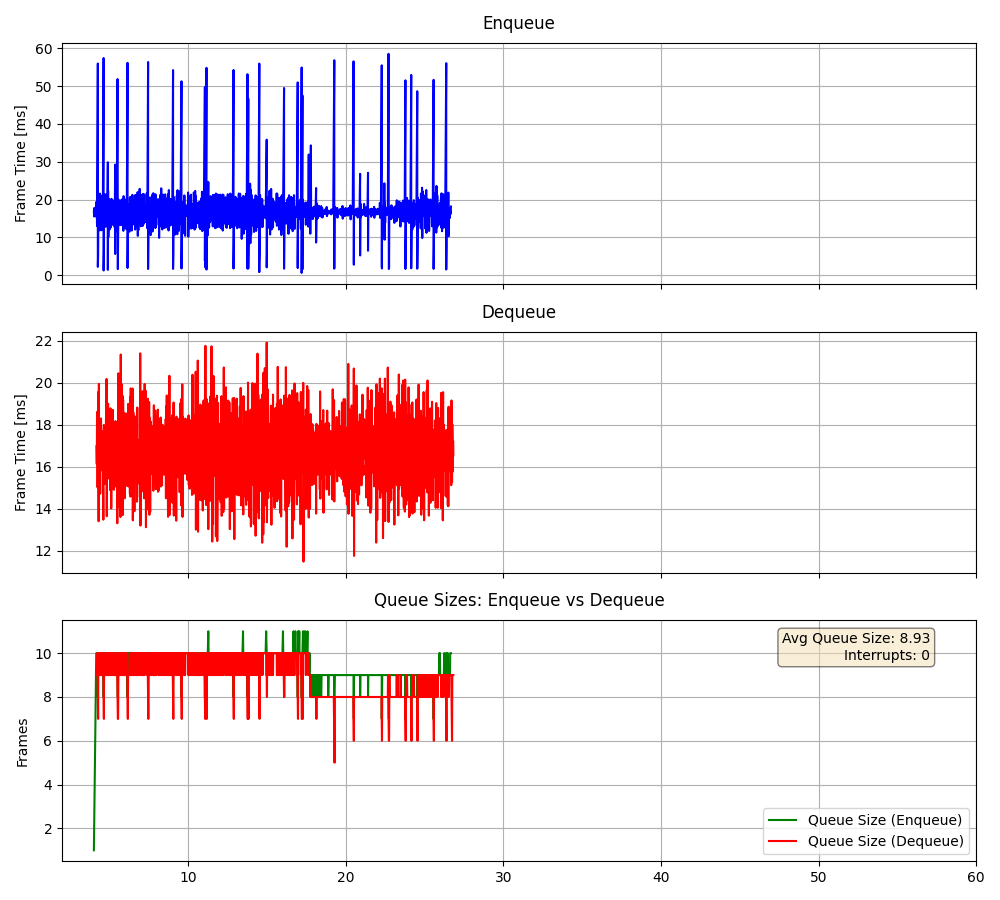 Enqueue
Frame Time [ms]
60
50
40
30
20
10
0
Dequeue
Frame Time [ms]
22
20
18
16
14
12
Queue Sizes: Enqueue vs Dequeue
Frames
10
8
6
4
2
Avg Queue Size: 8.93
Interrupts: 0
Queue Size (Enqueue)
Queue Size (Dequeue)
10
20
30
40
50
60